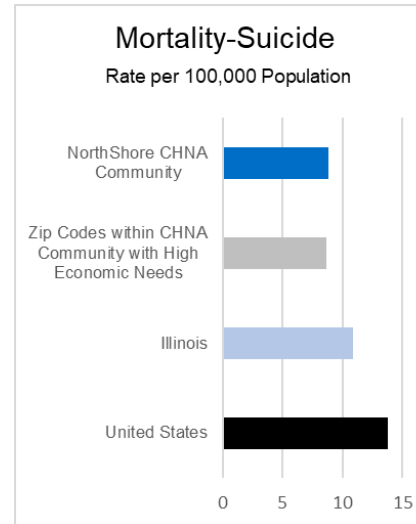 Mortality-Suicide
Rate per 100,000 Population
NorthShore CHNA
Community
Zip Codes within CHNA
Community with High
Economic Needs
Illinois
United States
0 5 10 15